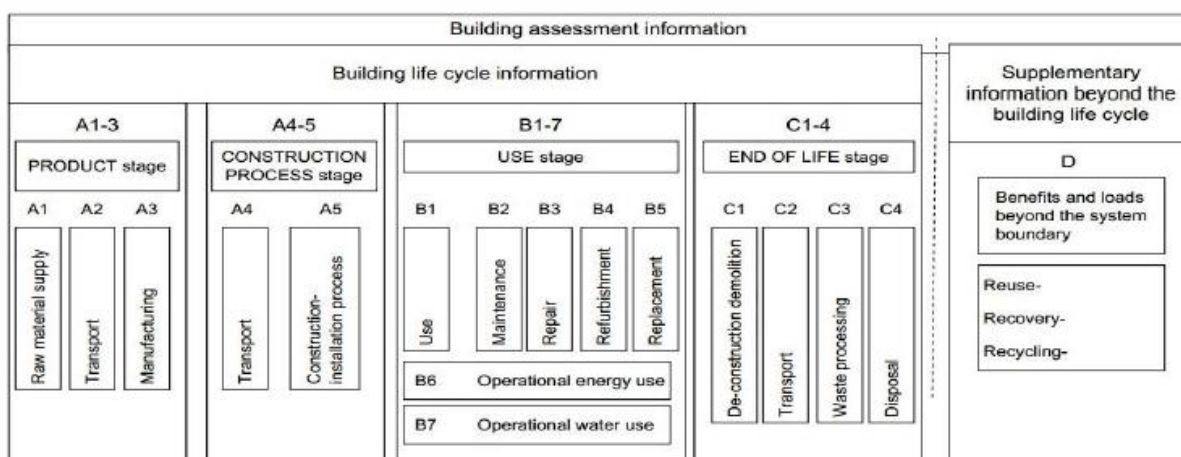 Building assessment information
Building life cycle information
Supplementary
information beyond the
building life cycle
A1-3
A4-5
B1-7
C1-4
D
PRODUCT stage
CONSTRUCTION
PROCESS stage
USE stage
END OF LIFE stage
Benefits and loads
beyond the system
boundary
A1
A2
A3
A4
A5
B1
B2
B3
B4
B5
C1
C2
C3
C4
Raw material supply
Transport
Manufacturing
Transport
Construction-
installation process
Use
Maintenance
Repair
Refurbishment
Replacement
De-construction demolition
Transport
Waste processing
Disposal
Reuse-
Recovery-
Recycling-
B6 Operational energy use
B7 Operational water use